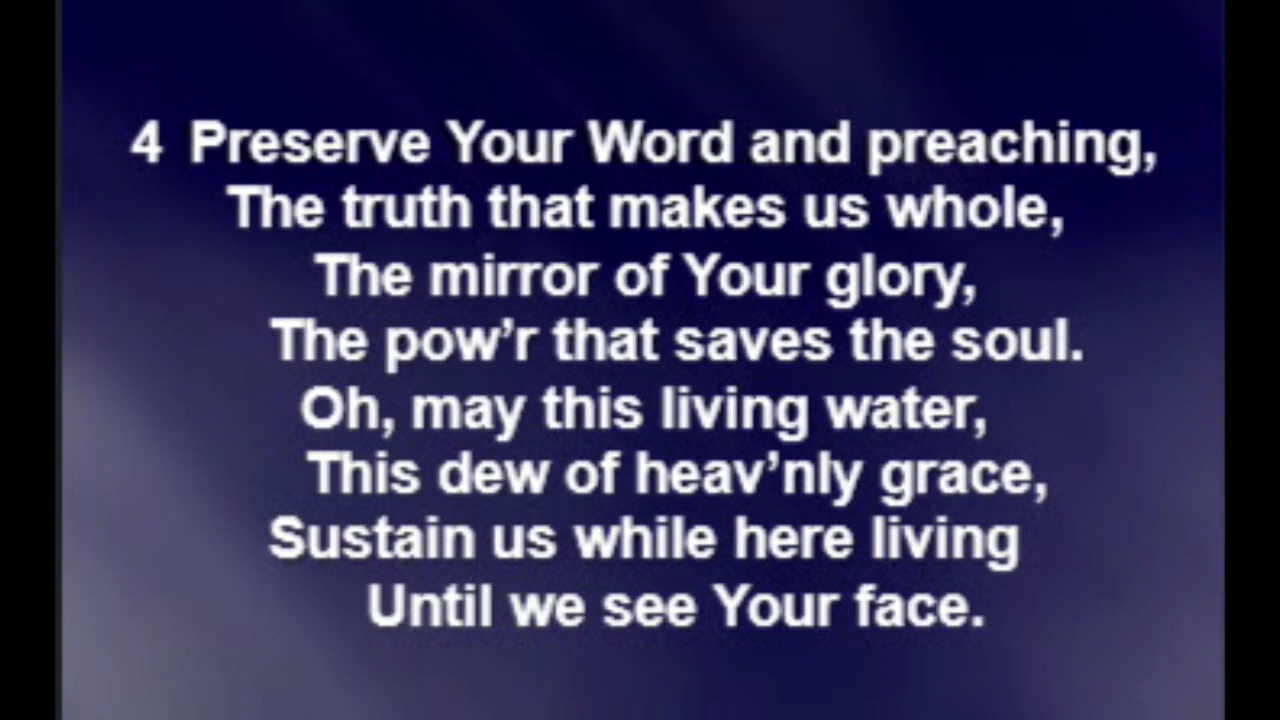 4 Preserve Your Word and preaching,
The truth that makes us whole,
The mirror of Your glory,
The pow’r that saves the soul.
Oh, may this living water,
This dew of heav’nly grace,
Sustain us while here living
Until we see Your face.